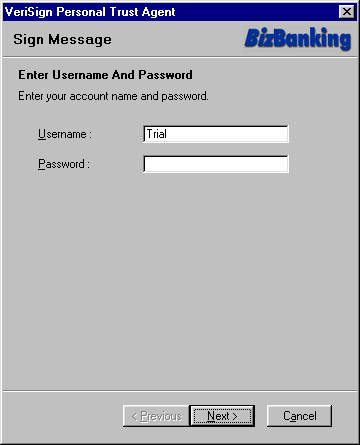 VeriSign Personal Trust Agent
Sign Message
BizBanking
Enter Username And Password
Enter your account name and password.
Username :
Trial
Password :
< Previous
Next >
Cancel